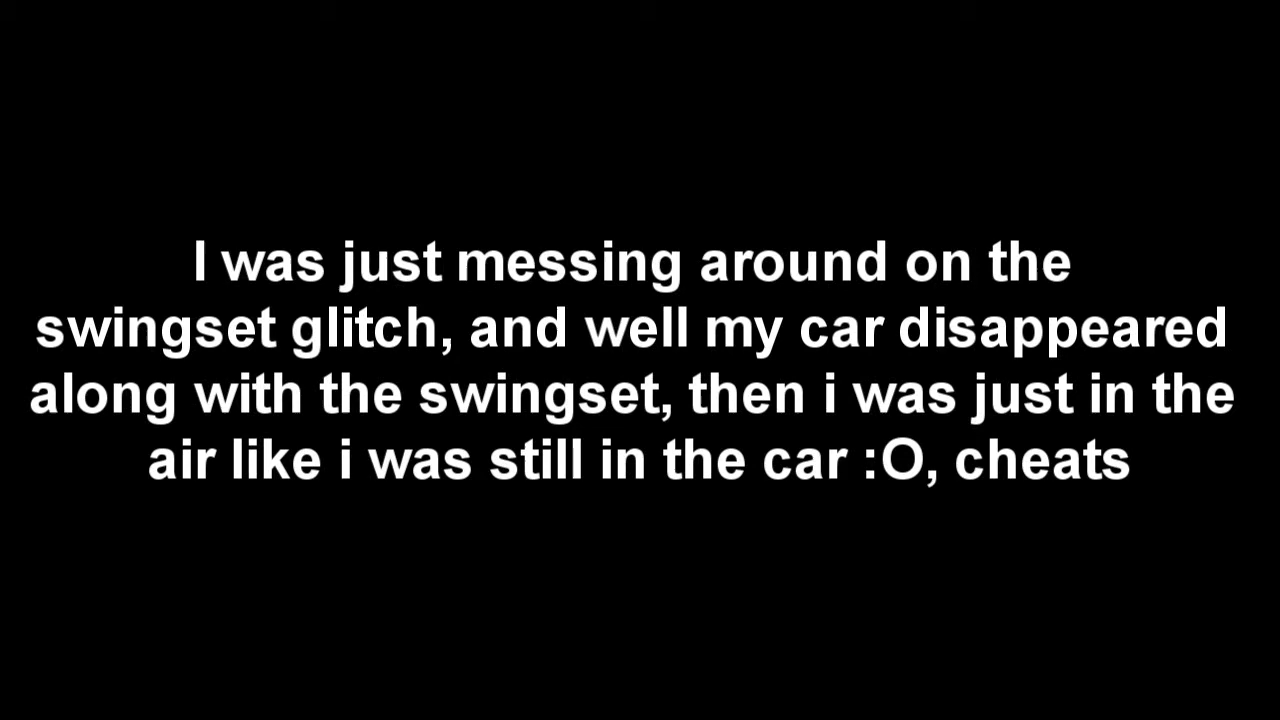 I was just messing around on the
swingset glitch, and well my car disappeared
along with the swingset, then i was just in the
air like i was still in the car :O, cheats